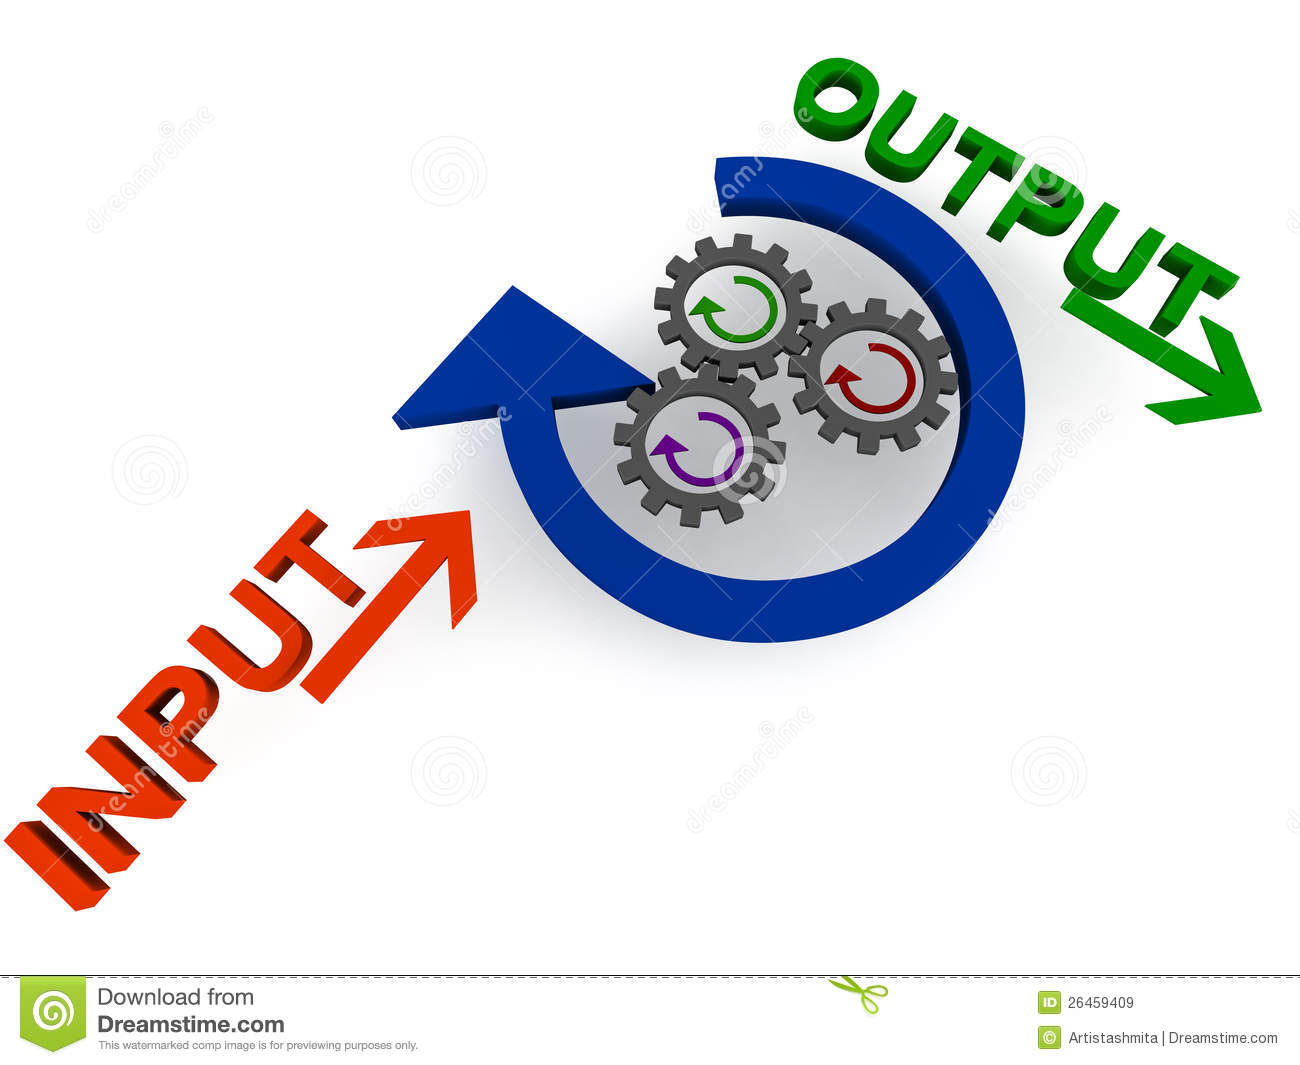 OUTPUT
INPUT
dreamstime
Download from
Dreamstime.com
This watermarked comp image is for previewing purposes only.
ID 26459409
© Artistashmita | Dreamstime.com